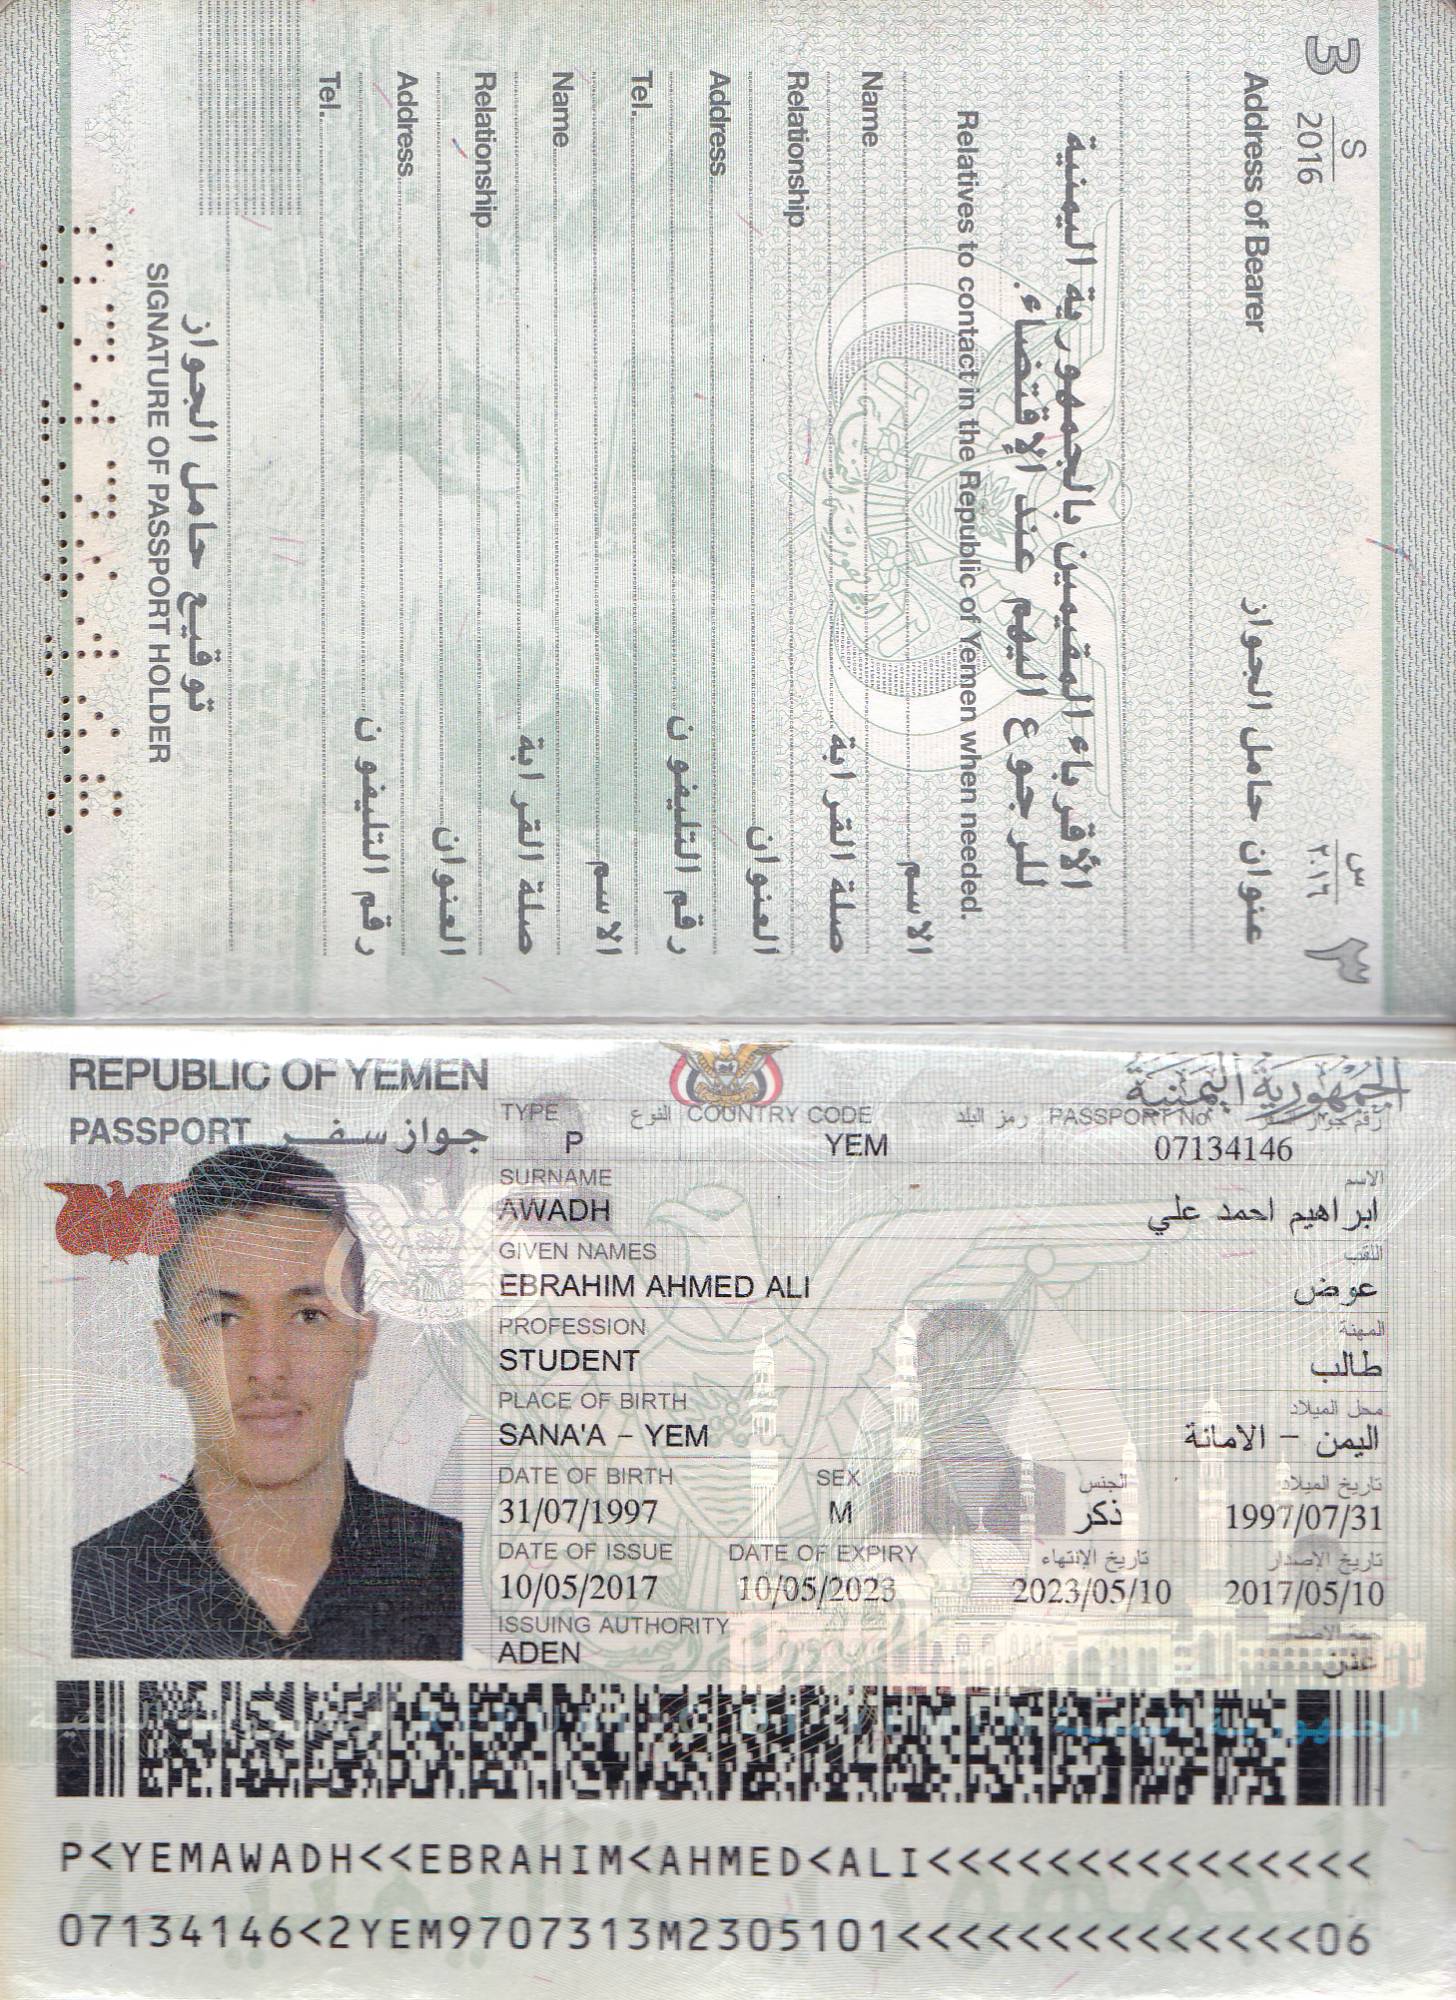 3
S
2016
س
٢٠١٦
٣
Address of Bearer
عنوان حامل الجواز
الأقرباء المقيمين بالجمهورية اليمنية
للرجوع اليهم عند الإقتضاء.
Relatives to contact in the Republic of Yemen when needed.
Name الاسم
Relationship صلة القرابة
Address العنوان
Tel. رقم التليفون
Name الاسم
Relationship صلة القرابة
Address العنوان
Tel. رقم التليفون
توقيع حامل الجواز
SIGNATURE OF PASSPORT HOLDER
REPUBLIC OF YEMEN الجمهورية اليمنية
PASSPORT جواز سفر
TYPE النوع COUNTRY CODE رمز البلد PASSPORT No رقم جواز سفر
P YEM 07134146
SURNAME الاسم
AWADH ابراهيم احمد علي
GIVEN NAMES اللقب
EBRAHIM AHMED ALI عوض
PROFESSION المهنة
STUDENT طالب
PLACE OF BIRTH محل الميلاد
SANA'A – YEM اليمن – الامانة
DATE OF BIRTH SEX الجنس تاريخ الميلاد
31/07/1997 M ذكر 1997/07/31
DATE OF ISSUE DATE OF EXPIRY تاريخ الإنتهاء تاريخ الإصدار
10/05/2017 10/05/2023 2023/05/10 2017/05/10
ISSUING AUTHORITY جهة الإصدار
ADEN عدن
الجمهورية اليمنية
P<YEMAWADH<<EBRAHIM<AHMED<ALI<<<<<<<<<<<<<<<
07134146<2YEM9707313M2305101<<<<<<<<<<<<<<06